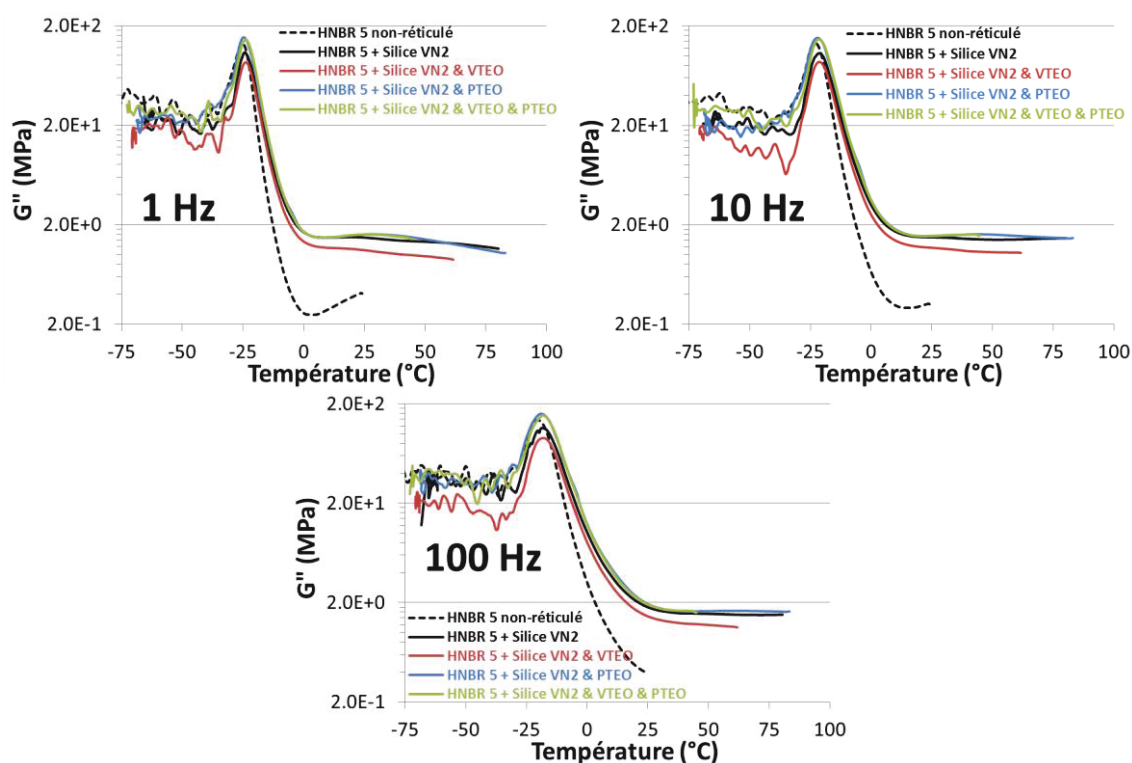 2.0E+2
2.0E+1
2.0E+0
2.0E-1
G" (MPa)
HNBR 5 non-réticulé
HNBR 5 + Silice VN2
HNBR 5 + Silice VN2 & VTEO
HNBR 5 + Silice VN2 & PTEO
HNBR 5 + Silice VN2 & VTEO & PTEO
1 Hz
-75 -50 -25 0 25 50 75 100
Température (°C)
2.0E+2
2.0E+1
2.0E+0
2.0E-1
G" (MPa)
HNBR 5 non-réticulé
HNBR 5 + Silice VN2
HNBR 5 + Silice VN2 & VTEO
HNBR 5 + Silice VN2 & PTEO
HNBR 5 + Silice VN2 & VTEO & PTEO
10 Hz
-75 -50 -25 0 25 50 75 100
Température (°C)
2.0E+2
2.0E+1
2.0E+0
2.0E-1
G" (MPa)
100 Hz
HNBR 5 non-réticulé
HNBR 5 + Silice VN2
HNBR 5 + Silice VN2 & VTEO
HNBR 5 + Silice VN2 & PTEO
HNBR 5 + Silice VN2 & VTEO & PTEO
-75 -50 -25 0 25 50 75 100
Température (°C)